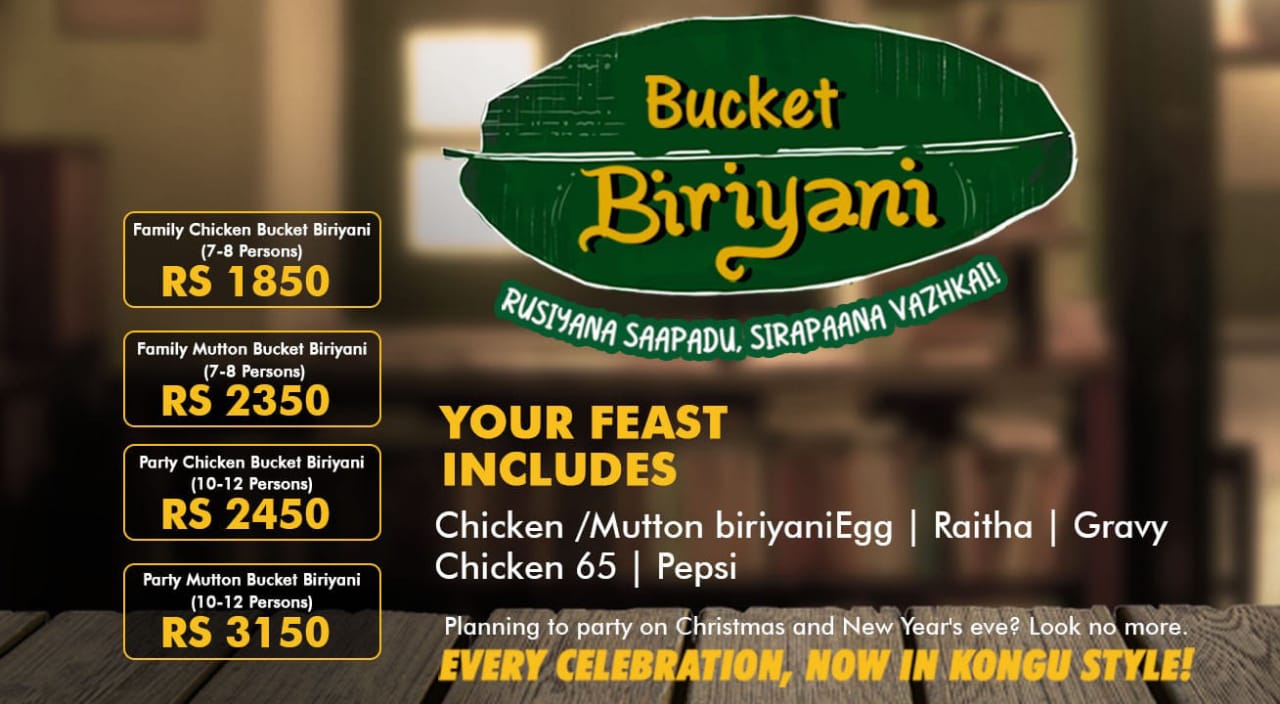 Bucket
Biriyani
RUSIYANA SAAPADU, SIRAPAANA VAZHKAI!
Family Chicken Bucket Biriyani
(7-8 Persons)
RS 1850
Family Mutton Bucket Biriyani
(7-8 Persons)
RS 2350
Party Chicken Bucket Biriyani
(10-12 Persons)
RS 2450
Party Mutton Bucket Biriyani
(10-12 Persons)
RS 3150
YOUR FEAST
INCLUDES
Chicken /Mutton biriyaniEgg | Raitha | Gravy
Chicken 65 | Pepsi
Planning to party on Christmas and New Year's eve? Look no more.
EVERY CELEBRATION, NOW IN KONGU STYLE!